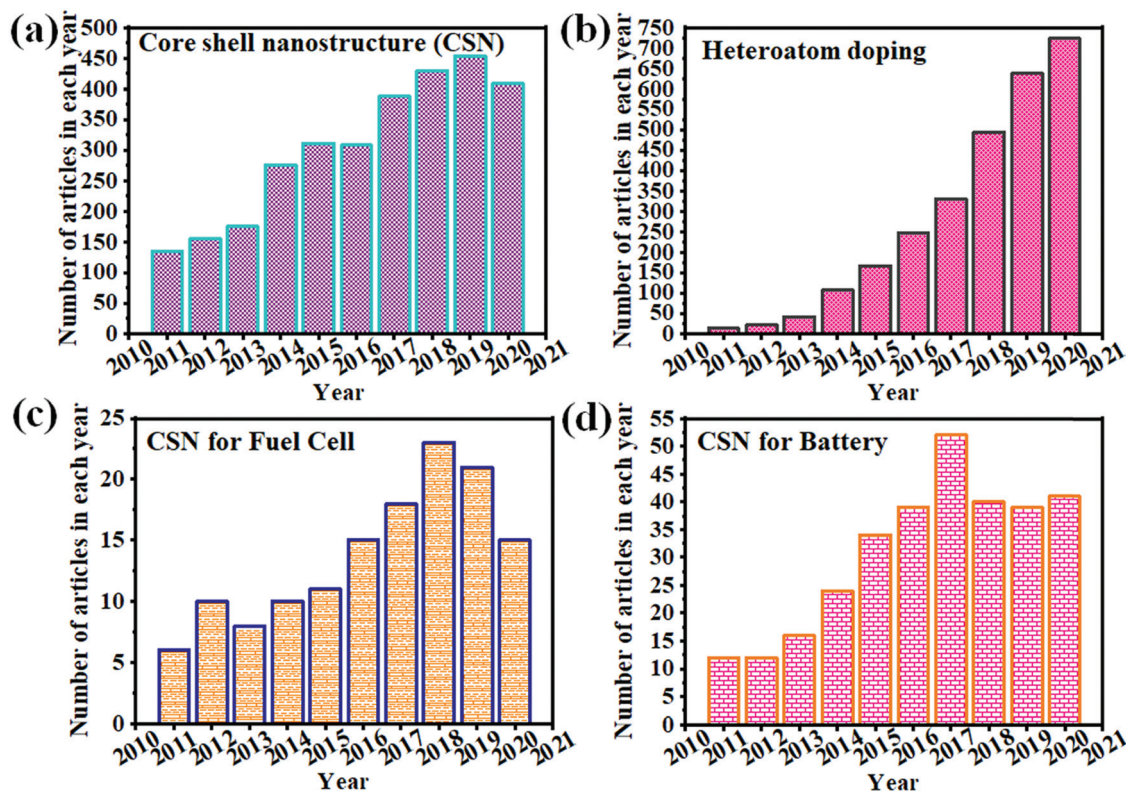 (a)
Core shell nanostructure (CSN)
Number of articles in each year
500
450
400
350
300
250
200
150
100
50
0
2010 2011 2012 2013 2014 2015 2016 2017 2018 2019 2020 2021
Year
(b)
Heteroatom doping
Number of articles in each year
750
700
650
600
550
500
450
400
350
300
250
200
150
100
50
0
2010 2011 2012 2013 2014 2015 2016 2017 2018 2019 2020 2021
Year
(c)
CSN for Fuel Cell
Number of articles in each year
25
20
15
10
5
0
2010 2011 2012 2013 2014 2015 2016 2017 2018 2019 2020 2021
Year
(d)
CSN for Battery
Number of articles in each year
55
50
45
40
35
30
25
20
15
10
5
0
2010 2011 2012 2013 2014 2015 2016 2017 2018 2019 2020 2021
Year